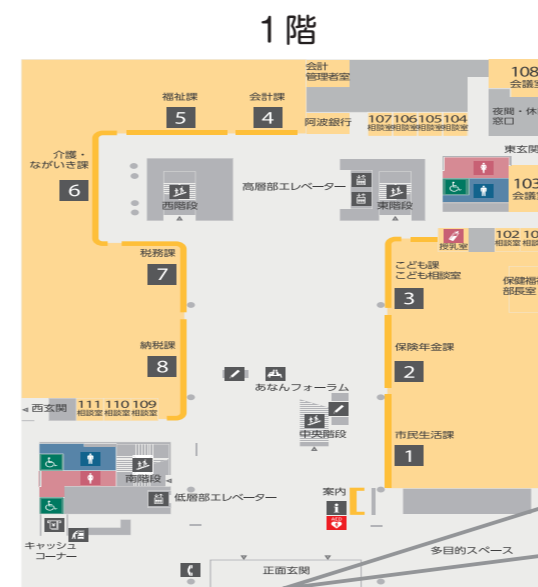 1階
会計
管理者室
108
会議
福祉課
会計課
5
4
阿波銀行
107 106 105 104
相談室 相談室 相談室 相談室
夜間・休
窓口
東玄関
介護・
ながいき課
6
高層部エレベーター
西階段
東階段
103
会議
授乳室
102 10
相談室 相談
税務課
7
こども課
こども相談室
3
保健福祉
部長室
納税課
8
保険年金課
2
あなんフォーラム
西玄関
111 110 109
相談室 相談室 相談室
中央階段
市民生活課
1
南階段
低層部エレベーター
案内
AED
キャッシュ
コーナー
正面玄関
多目的スペース